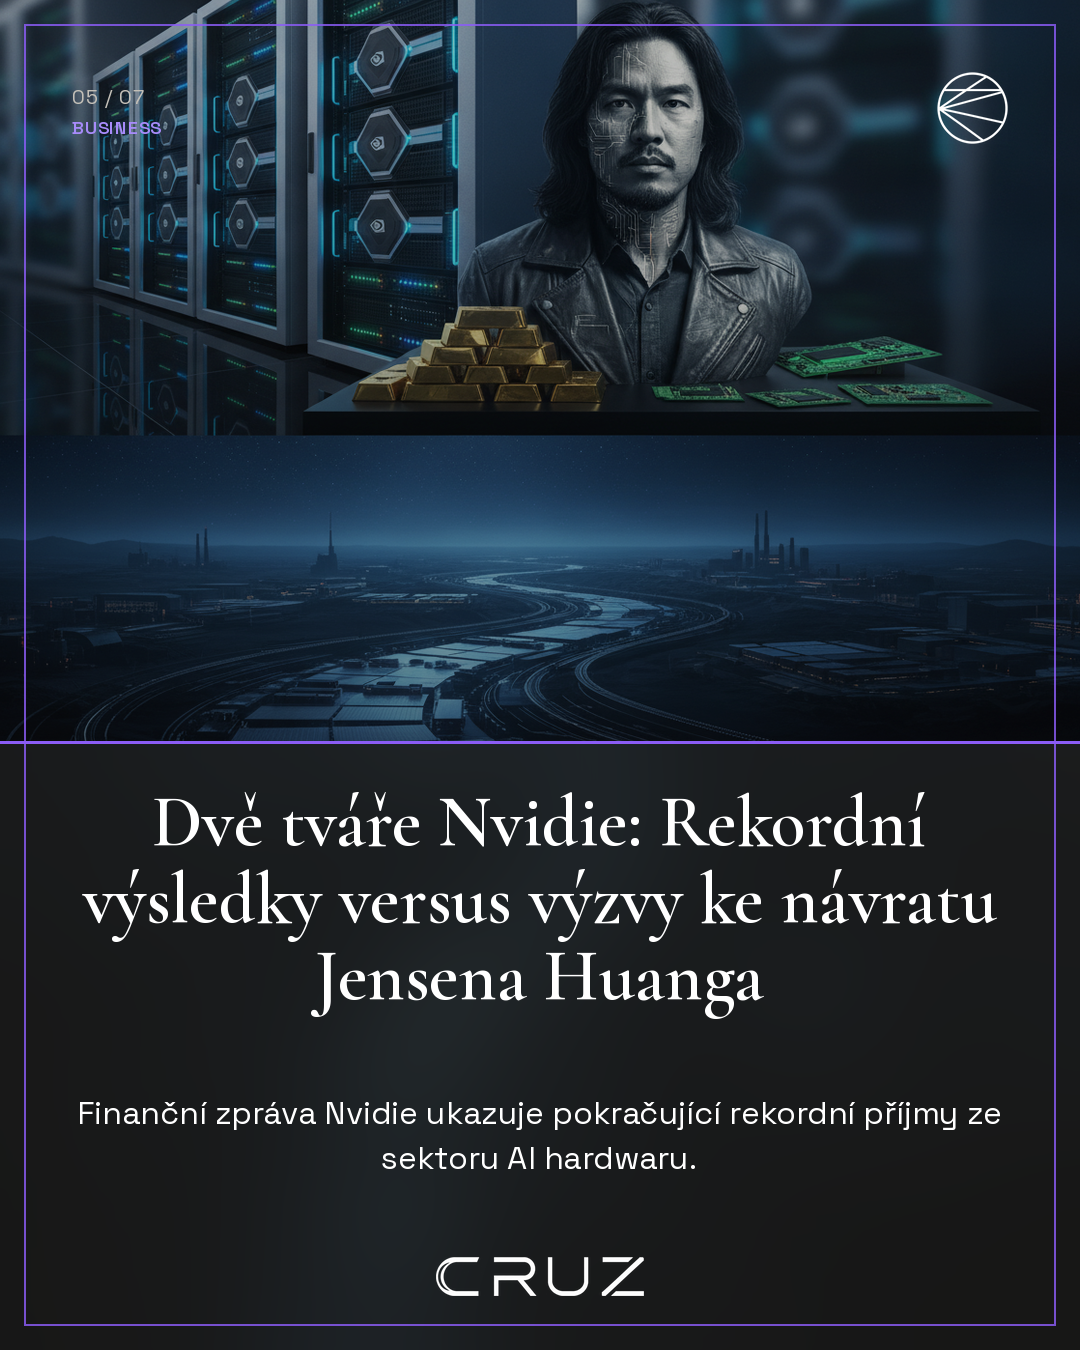 05 / 07
BUSINESS
Dvě tváře Nvidie: Rekordní
výsledky versus výzvy ke návratu
Jensena Huanga
Finanční zpráva Nvidie ukazuje pokračující rekordní příjmy ze
sektoru AI hardwaru.
CRUZ